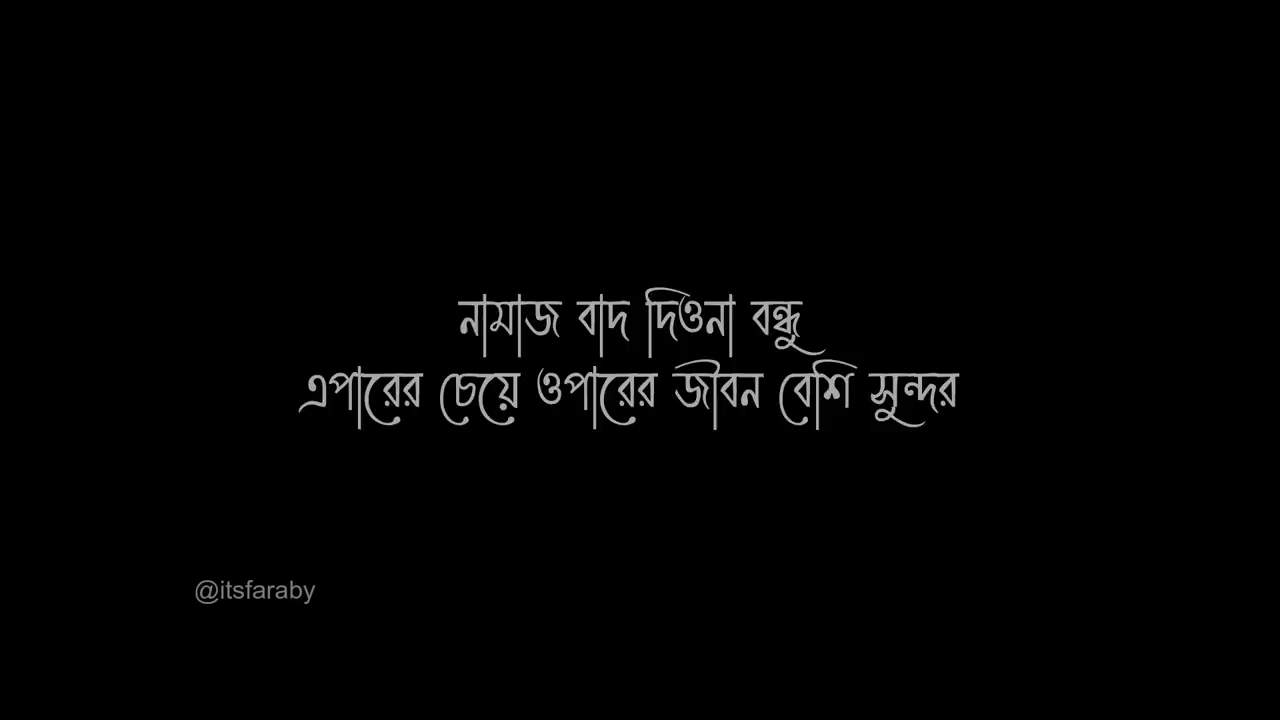 নামাজ বাদ দিওনা বন্ধু
এপারের চেয়ে ওপারের জীবন বেশি সুন্দর
@itsfaraby